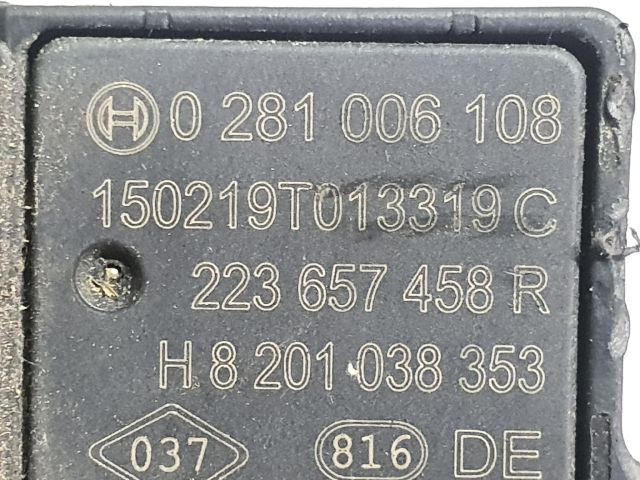 0 281 006 108
150219T013319 C
223 657 458 R
H 8 201 038 353
037 816 DE